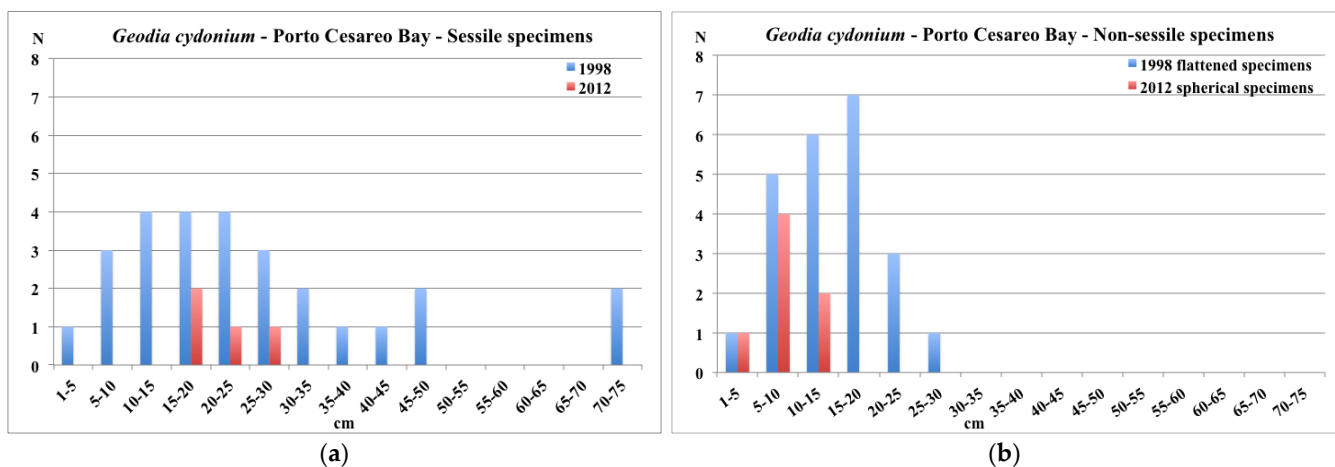 Geodia cydonium - Porto Cesareo Bay - Sessile specimens
N
8
7
6
5
4
3
2
1
0
1998
2012
1-5 5-10 10-15 15-20 20-25 25-30 30-35 35-40 40-45 45-50 50-55 55-60 60-65 65-70 70-75
cm
(a)
Geodia cydonium - Porto Cesareo Bay - Non-sessile specimens
N
8
7
6
5
4
3
2
1
0
1998 flattened specimens
2012 spherical specimens
1-5 5-10 10-15 15-20 20-25 25-30 30-35 35-40 40-45 45-50 50-55 55-60 60-65 65-70 70-75
cm
(b)